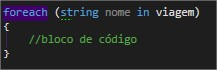 foreach (string nome in viagem)
{
    //bloco de código
}